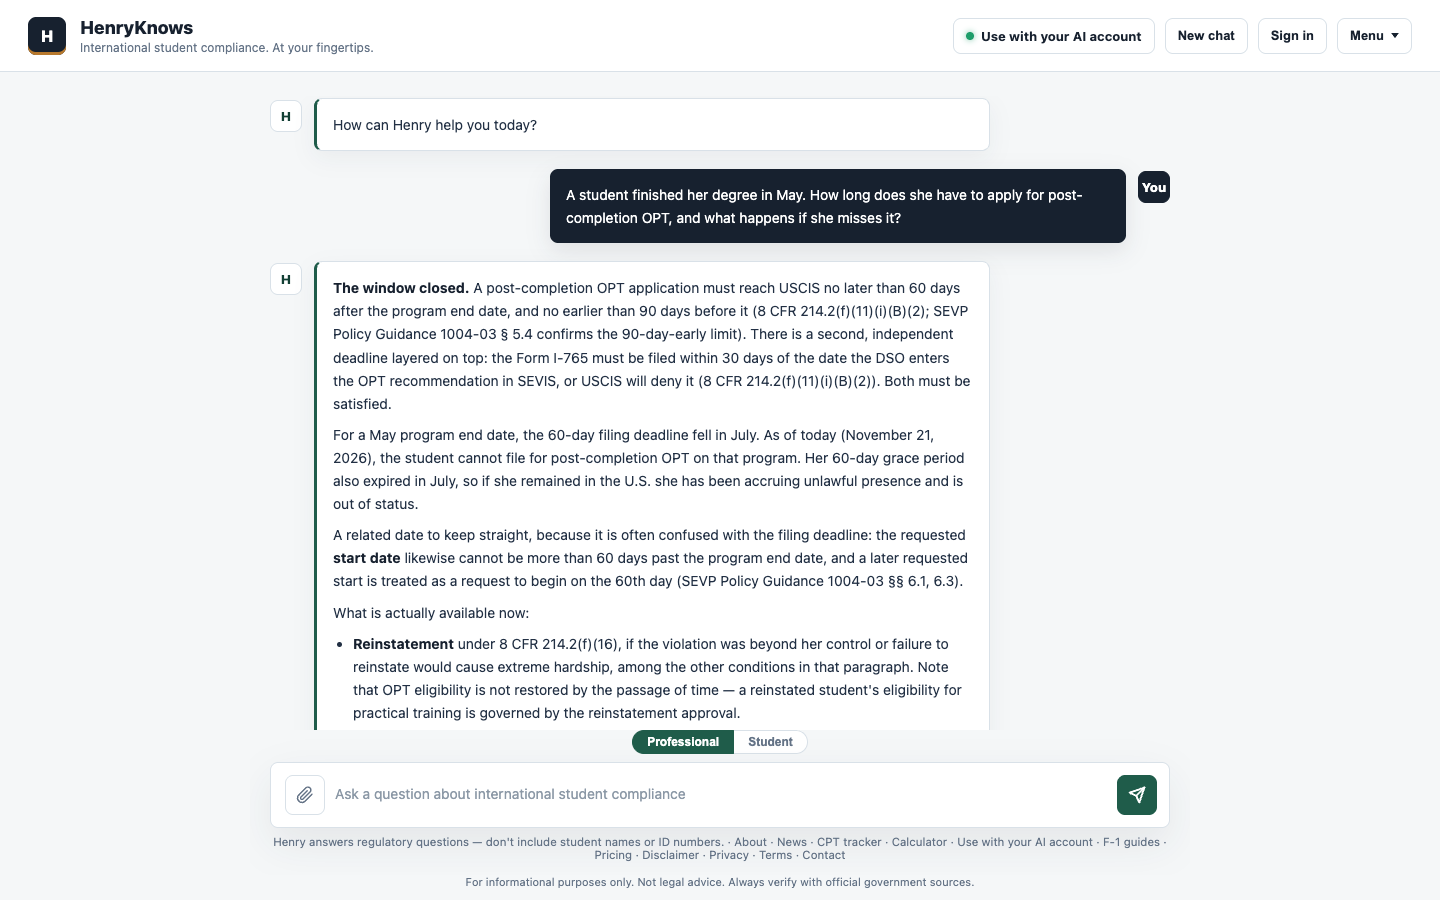 H
HenryKnows
International student compliance. At your fingertips.
Use with your AI account
New chat
Sign in
Menu
H
How can Henry help you today?
A student finished her degree in May. How long does she have to apply for post-
completion OPT, and what happens if she misses it?
You
H
The window closed. A post-completion OPT application must reach USCIS no later than 60 days
after the program end date, and no earlier than 90 days before it (8 CFR 214.2(f)(11)(i)(B)(2); SEVP
Policy Guidance 1004-03 § 5.4 confirms the 90-day-early limit). There is a second, independent
deadline layered on top: the Form I-765 must be filed within 30 days of the date the DSO enters
the OPT recommendation in SEVIS, or USCIS will deny it (8 CFR 214.2(f)(11)(i)(B)(2)). Both must be
satisfied.
For a May program end date, the 60-day filing deadline fell in July. As of today (November 21,
2026), the student cannot file for post-completion OPT on that program. Her 60-day grace period
also expired in July, so if she remained in the U.S. she has been accruing unlawful presence and is
out of status.
A related date to keep straight, because it is often confused with the filing deadline: the requested
start date likewise cannot be more than 60 days past the program end date, and a later requested
start is treated as a request to begin on the 60th day (SEVP Policy Guidance 1004-03 §§ 6.1, 6.3).
What is actually available now:
• Reinstatement under 8 CFR 214.2(f)(16), if the violation was beyond her control or failure to
reinstate would cause extreme hardship, among the other conditions in that paragraph. Note
that OPT eligibility is not restored by the passage of time — a reinstated student's eligibility for
practical training is governed by the reinstatement approval.
Professional
Student
Ask a question about international student compliance
Henry answers regulatory questions — don't include student names or ID numbers. · About · News · CPT tracker · Calculator · Use with your AI account · F-1 guides ·
Pricing · Disclaimer · Privacy · Terms · Contact
For informational purposes only. Not legal advice. Always verify with official government sources.